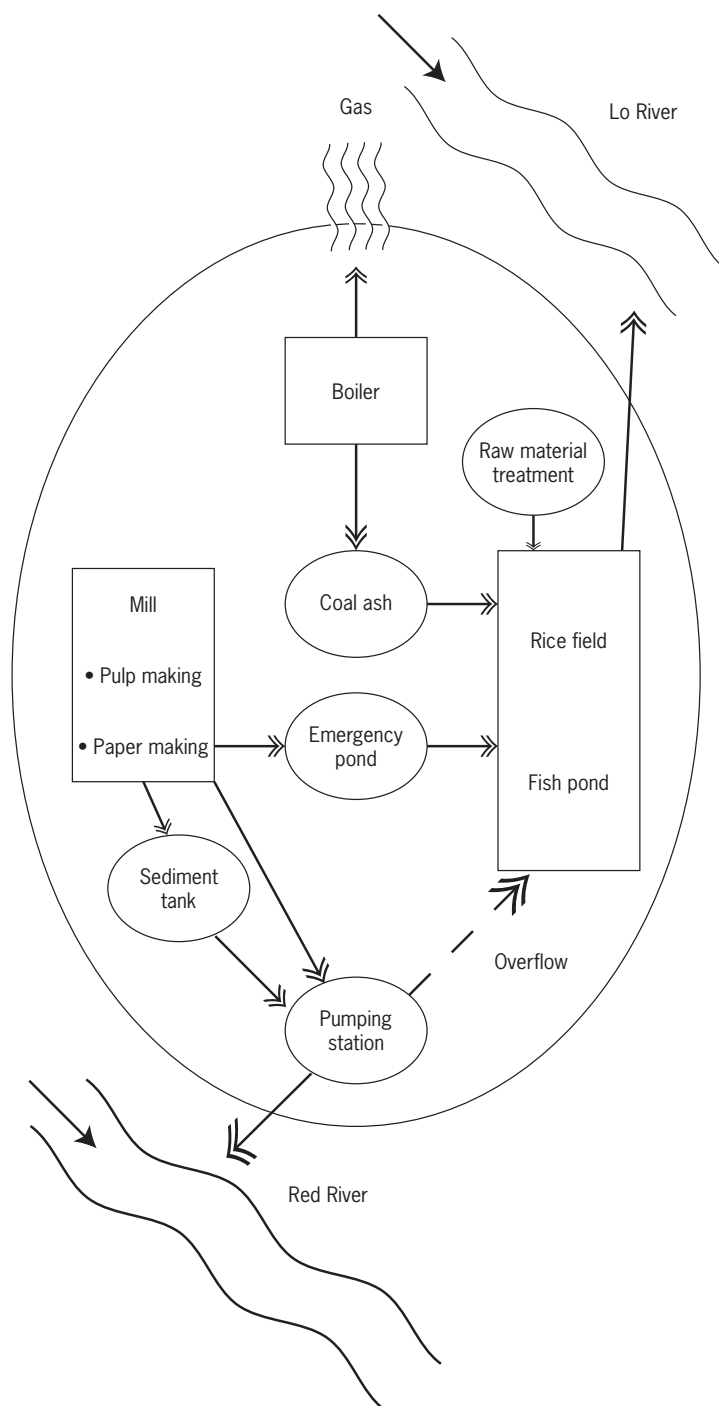 Gas
Lo River
Boiler
Raw material
treatment
Coal ash
Mill
• Pulp making
• Paper making
Rice field
Emergency
pond
Fish pond
Sediment
tank
Overflow
Pumping
station
Red River